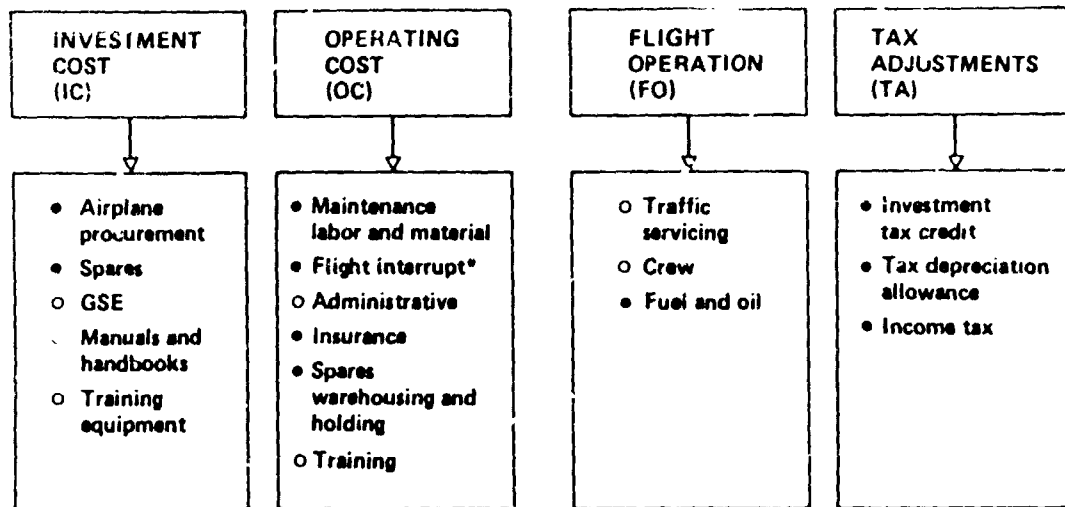 INVESTMENT
COST
(IC)
OPERATING
COST
(OC)
FLIGHT
OPERATION
(FO)
TAX
ADJUSTMENTS
(TA)
● Airplane
procurement
● Spares
○ GSE
Manuals and
handbooks
○ Training
equipment
● Maintenance
labor and material
● Flight interrupt*
○ Administrative
● Insurance
● Spares
warehousing and
holding
○ Training
○ Traffic
servicing
○ Crew
● Fuel and oil
● Investment
tax credit
● Tax depreciation
allowance
● Income tax